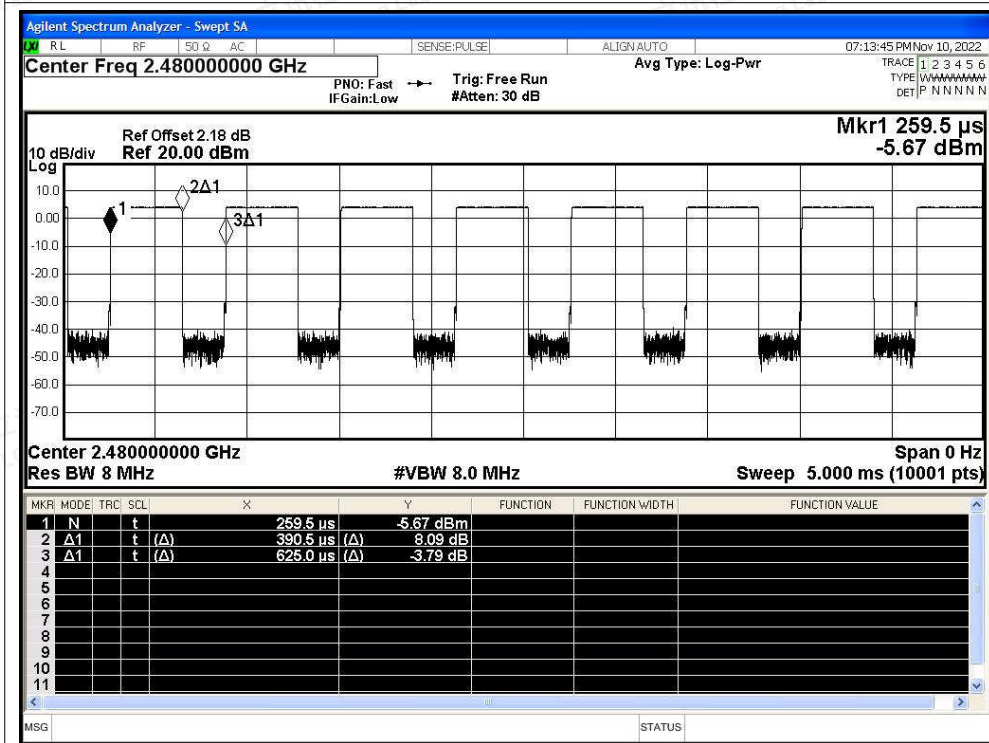 Agilent Spectrum Analyzer - Swept SA
LXI RL RF 50 Ω AC SENSE:PULSE ALIGN AUTO 07:13:45 PM Nov 10, 2022
Center Freq 2.480000000 GHz
PNO: Fast
IFGain:Low
Trig: Free Run
#Atten: 30 dB
Avg Type: Log-Pwr
TRACE 1 2 3 4 5 6
TYPE
DET P N N N N N
Mkr1 259.5 µs
-5.67 dBm
Ref Offset 2.18 dB
10 dB/div Ref 20.00 dBm
Log
10.0
0.00
-10.0
-20.0
-30.0
-40.0
-50.0
-60.0
-70.0
1
2Δ1
3Δ1
Center 2.480000000 GHz Span 0 Hz
Res BW 8 MHz #VBW 8.0 MHz Sweep 5.000 ms (10001 pts)
MKR MODE TRC SCL X Y FUNCTION FUNCTION WIDTH FUNCTION VALUE
1 N t 259.5 µs -5.67 dBm
2 Δ1 t (Δ) 390.5 µs (Δ) 8.09 dB
3 Δ1 t (Δ) 625.0 µs (Δ) -3.79 dB
4
5
6
7
8
9
10
11
MSG STATUS